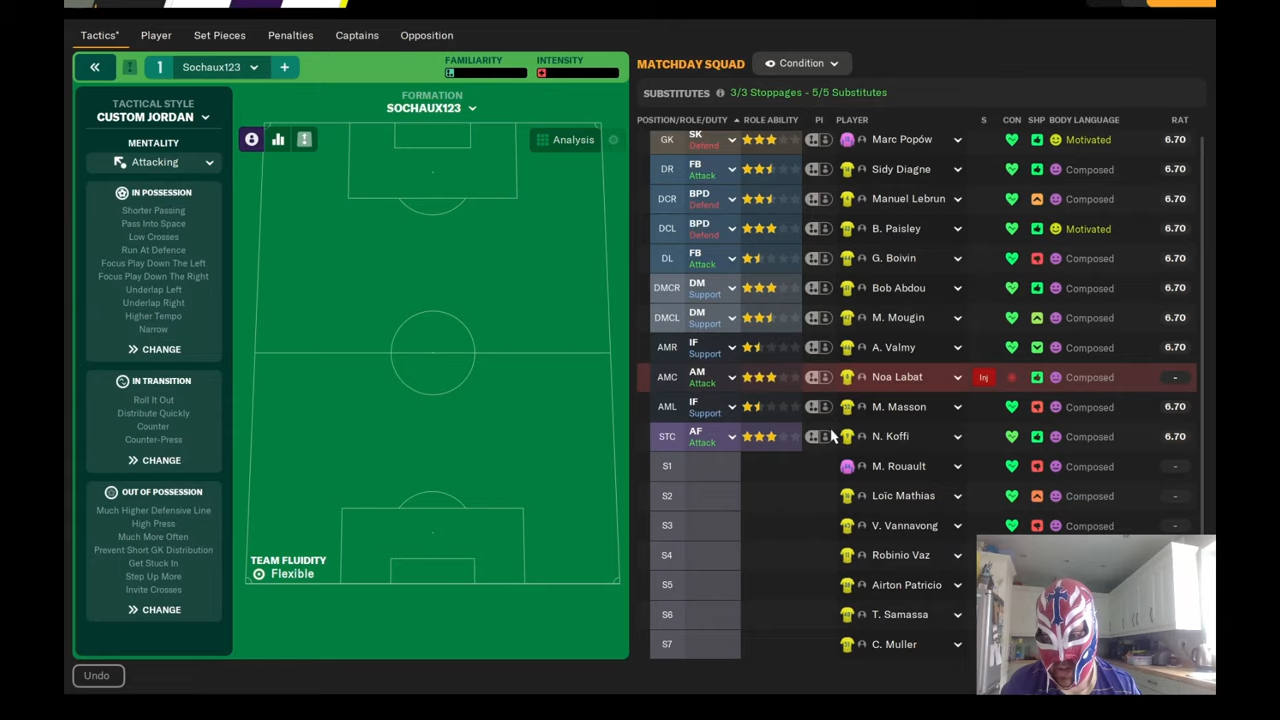 Tactics* Player Set Pieces Penalties Captains Opposition
1 Sochaux123
FAMILIARITY INTENSITY
TACTICAL STYLE
CUSTOM JORDAN
MENTALITY
Attacking
IN POSSESSION
Shorter Passing
Pass Into Space
Low Crosses
Run At Defence
Focus Play Down The Left
Focus Play Down The Right
Underlap Left
Underlap Right
Higher Tempo
Narrow
CHANGE
IN TRANSITION
Roll It Out
Distribute Quickly
Counter
Counter-Press
CHANGE
OUT OF POSSESSION
Much Higher Defensive Line
High Press
Much More Often
Prevent Short GK Distribution
Get Stuck In
Step Up More
Invite Crosses
CHANGE
Undo
FORMATION
SOCHAUX123
Analysis
TEAM FLUIDITY
Flexible
MATCHDAY SQUAD Condition
SUBSTITUTES 3/3 Stoppages - 5/5 Substitutes
POSITION/ROLE/DUTY ROLE ABILITY PI PLAYER S CON SHP BODY LANGUAGE RAT
GK SK Defend Marc Popów Motivated 6.70
DR FB Attack Sidy Diagne Composed 6.70
DCR BPD Defend Manuel Lebrun Composed 6.70
DCL BPD Defend B. Paisley Motivated 6.70
DL FB Attack G. Boivin Composed 6.70
DMCR DM Support Bob Abdou Composed 6.70
DMCL DM Support M. Mougin Composed 6.70
AMR IF Support A. Valmy Composed 6.70
AMC AM Attack Noa Labat Inj Composed -
AML IF Support M. Masson Composed 6.70
STC AF Attack N. Koffi Composed 6.70
S1 M. Rouault Composed -
S2 Loïc Mathias Composed -
S3 V. Vannavong Composed -
S4 Robinio Vaz
S5 Airton Patricio
S6 T. Samassa
S7 C. Muller